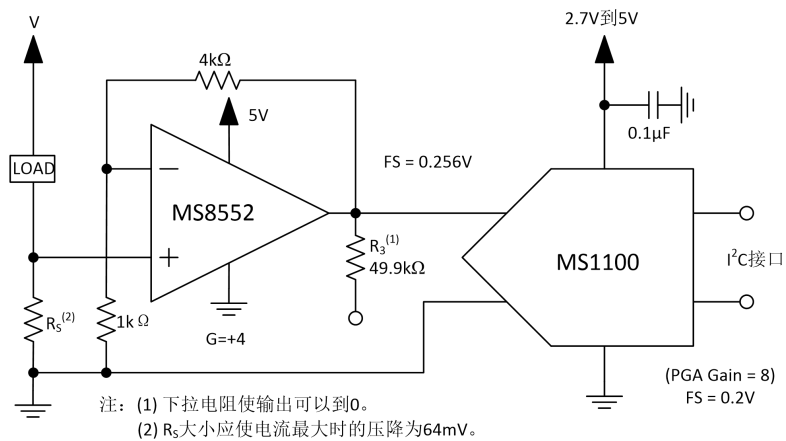 V
2.7V到5V
4kΩ
5V
0.1μF
LOAD
FS = 0.256V
MS8552
R3(1)
49.9kΩ
MS1100
I2C接口
RS(2)
1kΩ
G=+4
(PGA Gain = 8)
FS = 0.2V
注： (1) 下拉电阻使输出可以到0。
(2) RS大小应使电流最大时的压降为64mV。